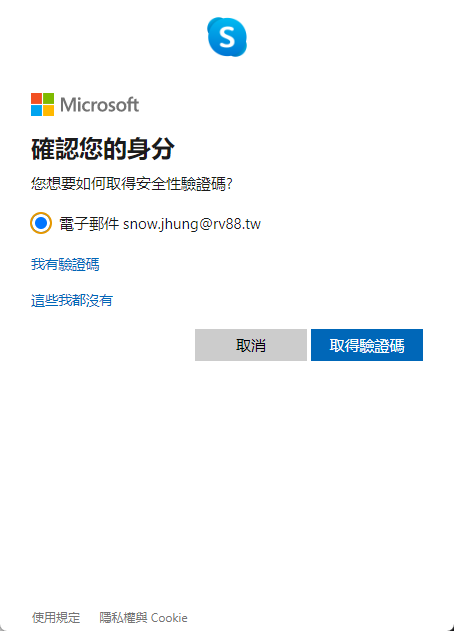 S
Microsoft
確認您的身分
您想要如何取得安全性驗證碼?
電子郵件 snow.jhung@rv88.tw
我有驗證碼
這些我都沒有
取消 取得驗證碼
使用規定 隱私權與 Cookie